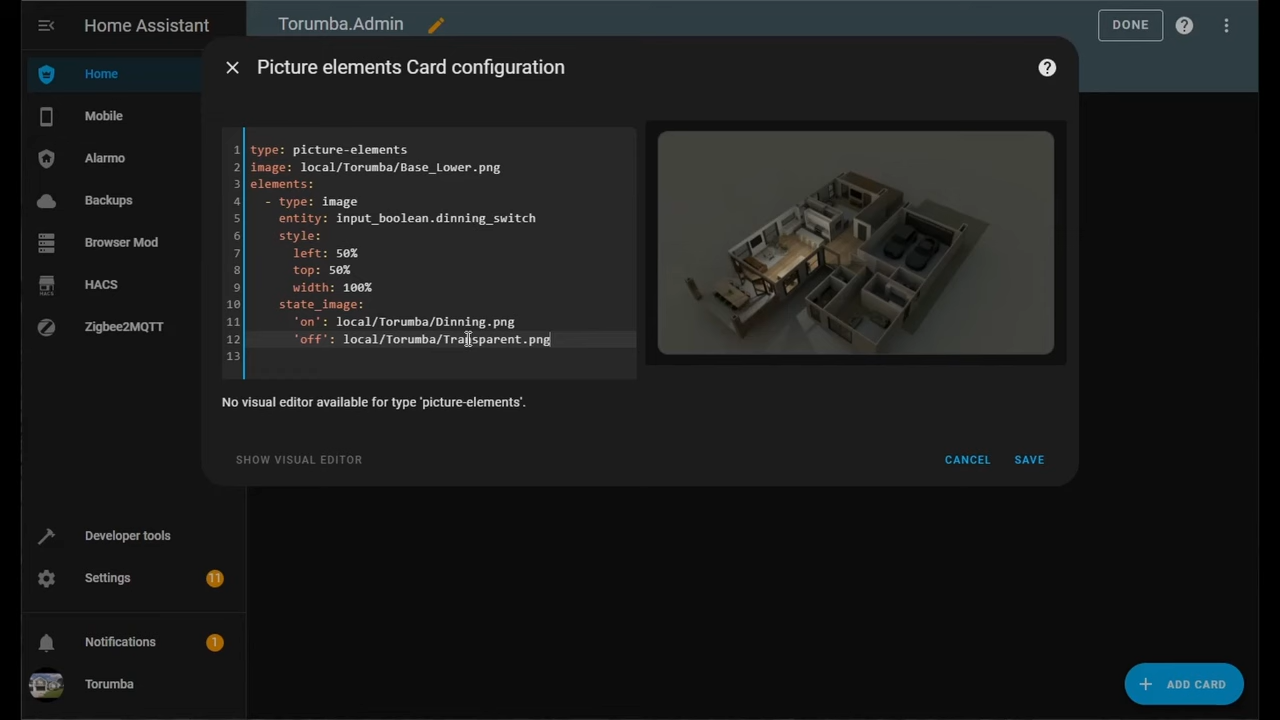 Home Assistant
Torumba.Admin
DONE
Home
Mobile
Alarmo
Backups
Browser Mod
HACS
HACS
Zigbee2MQTT
Developer tools
Settings
11
Notifications
1
Torumba
Picture elements Card configuration
1 type: picture-elements
2 image: local/Torumba/Base_Lower.png
3 elements:
4   - type: image
5     entity: input_boolean.dinning_switch
6     style:
7       left: 50%
8       top: 50%
9       width: 100%
10     state_image:
11       'on': local/Torumba/Dinning.png
12       'off': local/Torumba/Transparent.png
13
No visual editor available for type 'picture-elements'.
SHOW VISUAL EDITOR
CANCEL
SAVE
ADD CARD